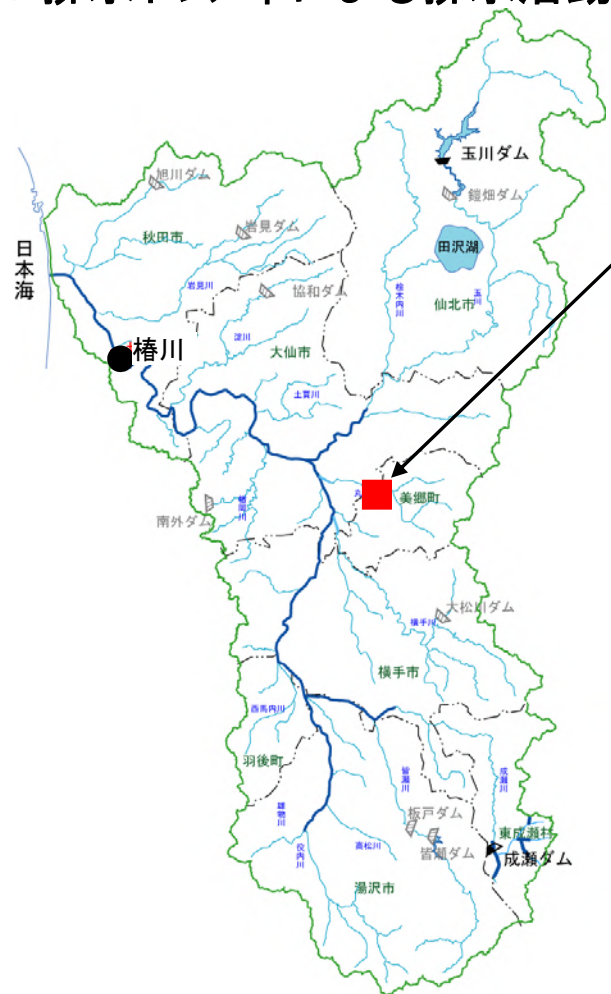 玉川ダム
旭川ダム
鎧畑ダム
岩見ダム
秋田市
田沢湖
日本海
岩見川
協和ダム
桧木内川
玉川
仙北市
淀川
大仙市
椿川
土買川
丸
美郷町
南外ダム
楢岡川
大松川ダム
横手川
横手市
西馬内川
羽後町
皆瀬川
成瀬川
雄物川
板戸ダム
東成瀬村
役内川
高松川
皆瀬ダム
成瀬ダム
湯沢市